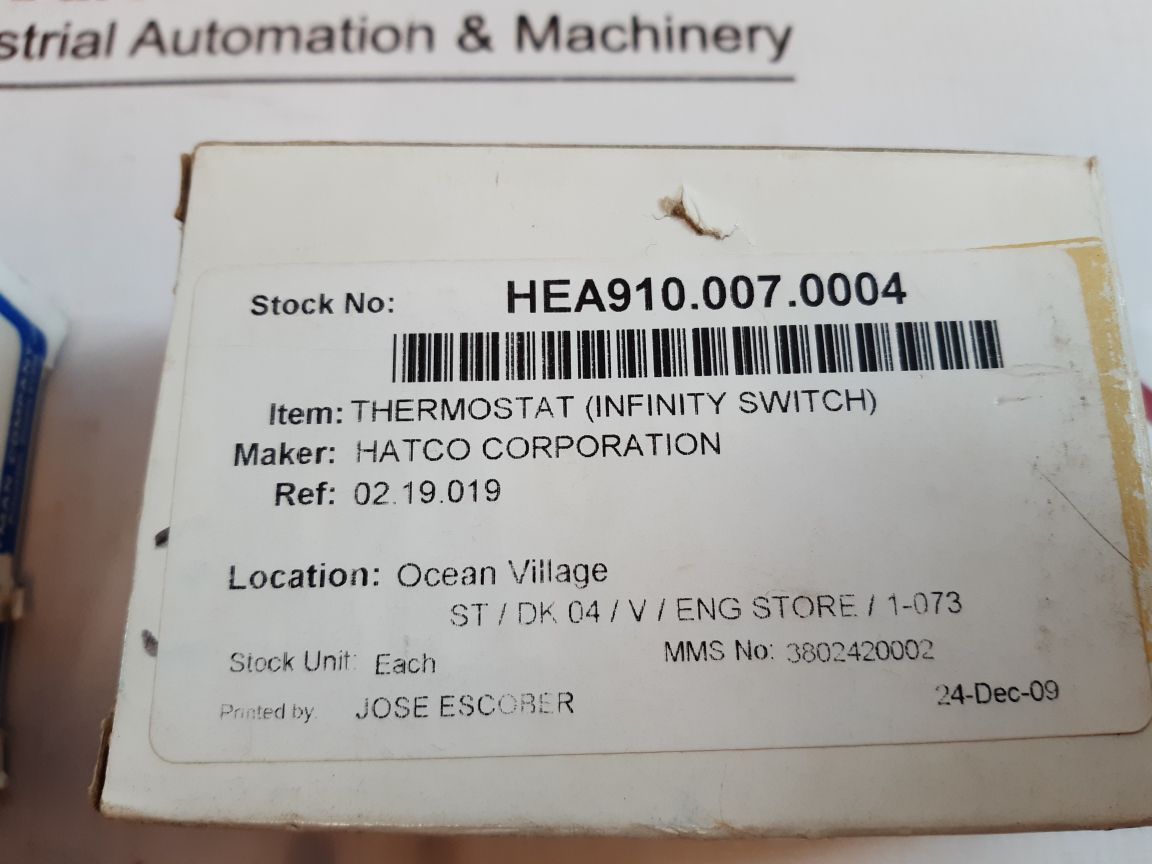 strial Automation & Machinery
Stock No: HEA910.007.0004
Item: THERMOSTAT (INFINITY SWITCH)
Maker: HATCO CORPORATION
Ref: 02.19.019
Location: Ocean Village
ST / DK 04 / V / ENG STORE / 1-073
Stock Unit: Each MMS No: 3802420002
Printed by: JOSE ESCOBER 24-Dec-09